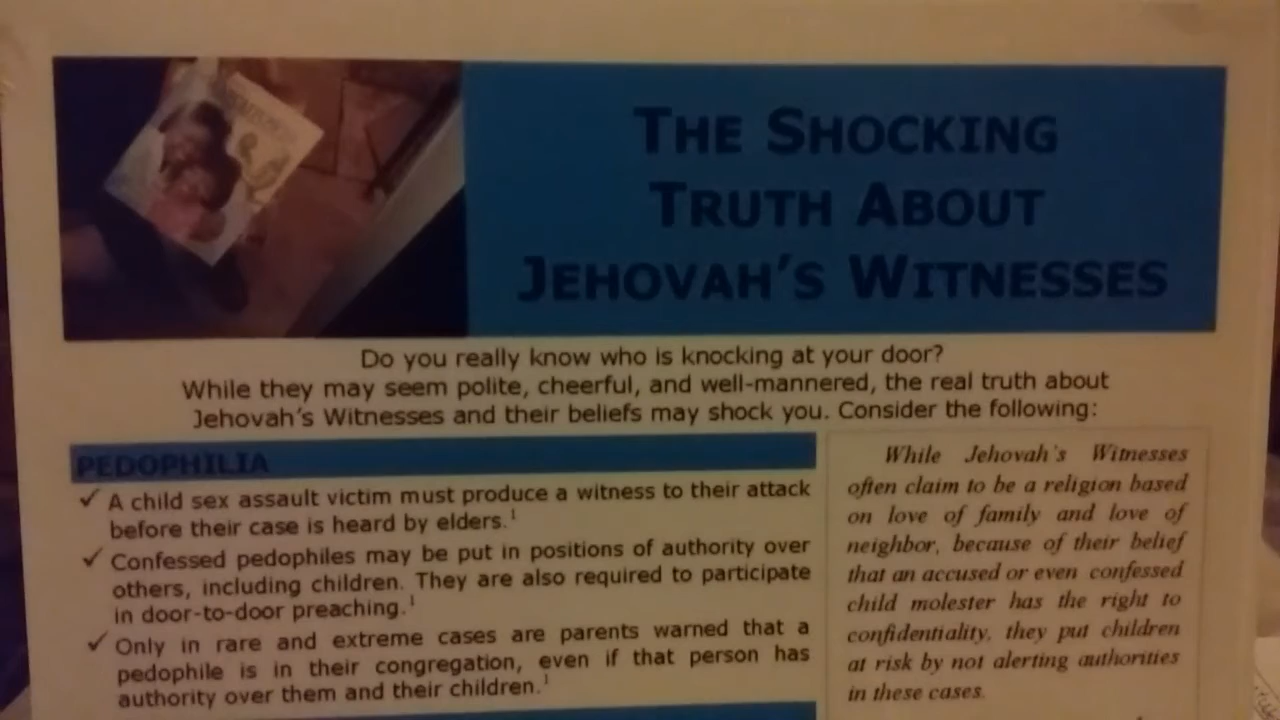 THE SHOCKING
TRUTH ABOUT
JEHOVAH'S WITNESSES
Do you really know who is knocking at your door?
While they may seem polite, cheerful, and well-mannered, the real truth about
Jehovah's Witnesses and their beliefs may shock you. Consider the following:
PEDOPHILIA
✓ A child sex assault victim must produce a witness to their attack
before their case is heard by elders.¹
✓ Confessed pedophiles may be put in positions of authority over
others, including children. They are also required to participate
in door-to-door preaching.¹
✓ Only in rare and extreme cases are parents warned that a
pedophile is in their congregation, even if that person has
authority over them and their children.¹
While Jehovah's Witnesses
often claim to be a religion based
on love of family and love of
neighbor, because of their belief
that an accused or even confessed
child molester has the right to
confidentiality, they put children
at risk by not alerting authorities
in these cases.